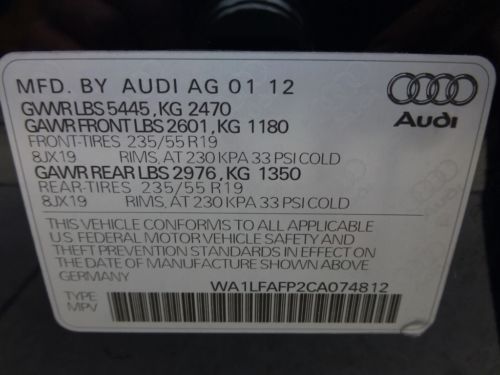 MFD. BY AUDI AG 01 12
GVWR LBS 5445, KG 2470
GAWR FRONT LBS 2601, KG 1180
FRONT-TIRES 235/55 R19
8JX19 RIMS, AT 230 KPA 33 PSI COLD
GAWR REAR LBS 2976, KG 1350
REAR-TIRES 235/55 R19
8JX19 RIMS, AT 230 KPA 33 PSI COLD
THIS VEHICLE CONFORMS TO ALL APPLICABLE
U.S. FEDERAL MOTOR VEHICLE SAFETY AND
THEFT PREVENTION STANDARDS IN EFFECT ON
THE DATE OF MANUFACTURE SHOWN ABOVE.
GERMANY
WA1LFAFP2CA074812
TYPE
MPV
Audi